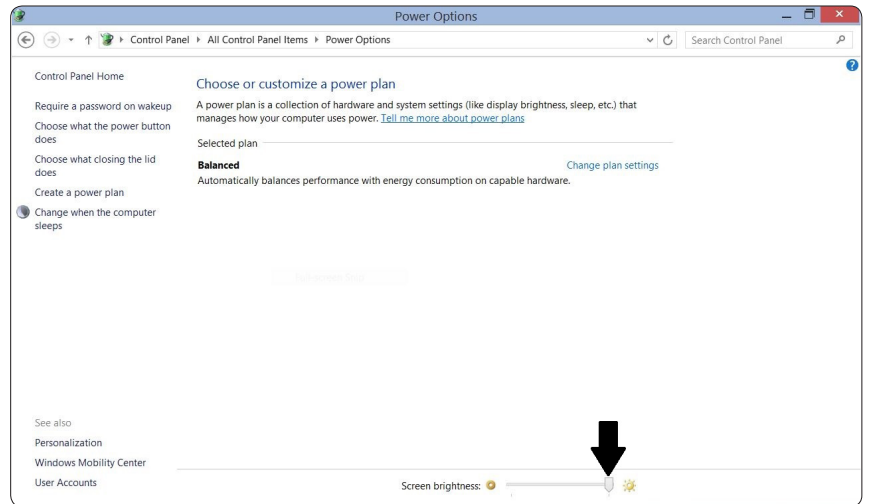 Power Options
Control Panel ▸ All Control Panel Items ▸ Power Options
Search Control Panel
Control Panel Home
Require a password on wakeup
Choose what the power button
does
Choose what closing the lid
does
Create a power plan
Change when the computer
sleeps
Choose or customize a power plan
A power plan is a collection of hardware and system settings (like display brightness, sleep, etc.) that
manages how your computer uses power. Tell me more about power plans
Selected plan
Balanced
Change plan settings
Automatically balances performance with energy consumption on capable hardware.
See also
Personalization
Windows Mobility Center
User Accounts
Screen brightness: